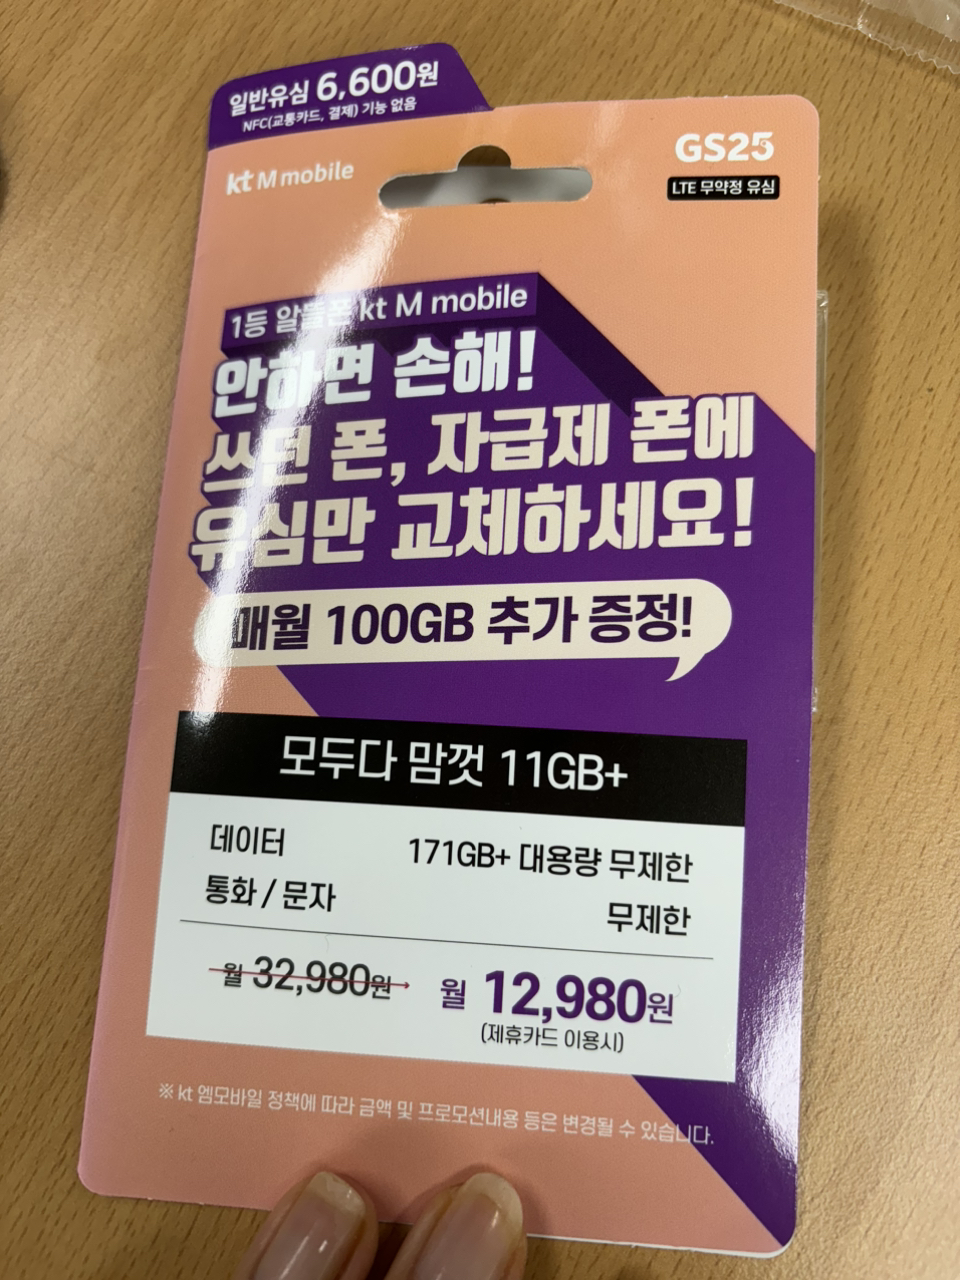 일반유심 6,600원
NFC(교통카드, 결제) 기능 없음
kt M mobile
GS25
LTE 무약정 유심
1등 알뜰폰 kt M mobile
안하면 손해!
쓰던 폰, 자급제 폰에
유심만 교체하세요!
매월 100GB 추가 증정!
모두다 맘껏 11GB+
데이터 171GB+ 대용량 무제한
통화 / 문자 무제한
월 32,980원 월 12,980원
(제휴카드 이용시)
※ kt 엠모바일 정책에 따라 금액 및 프로모션내용 등은 변경될 수 있습니다.